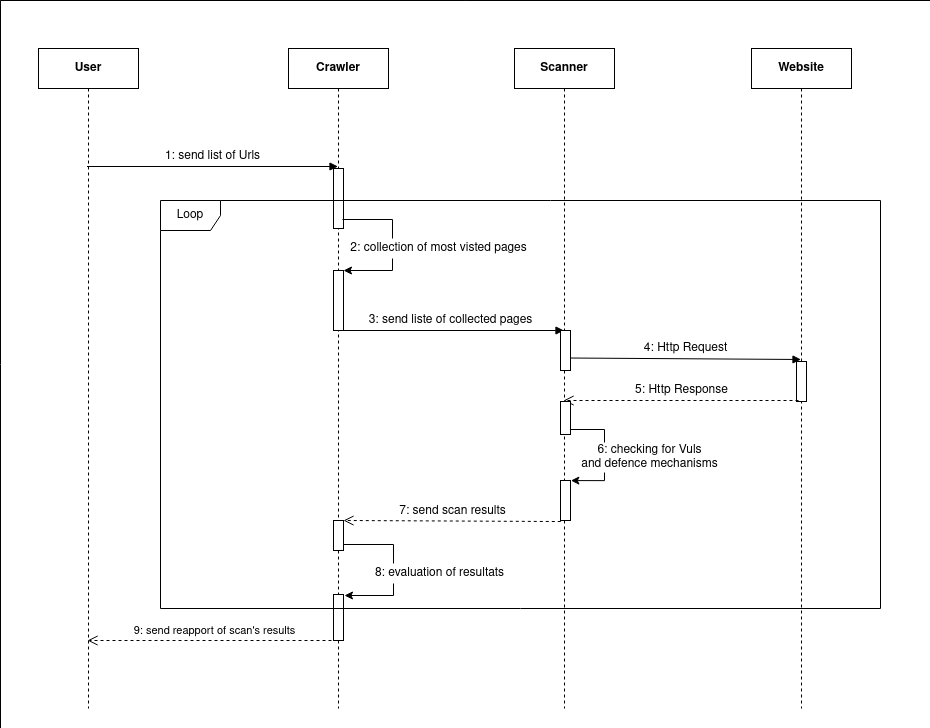 User
Crawler
Scanner
Website
1: send list of Urls
Loop
2: collection of most visted pages
3: send liste of collected pages
4: Http Request
5: Http Response
6: checking for Vuls
and defence mechanisms
7: send scan results
8: evaluation of resultats
9: send reapport of scan's results